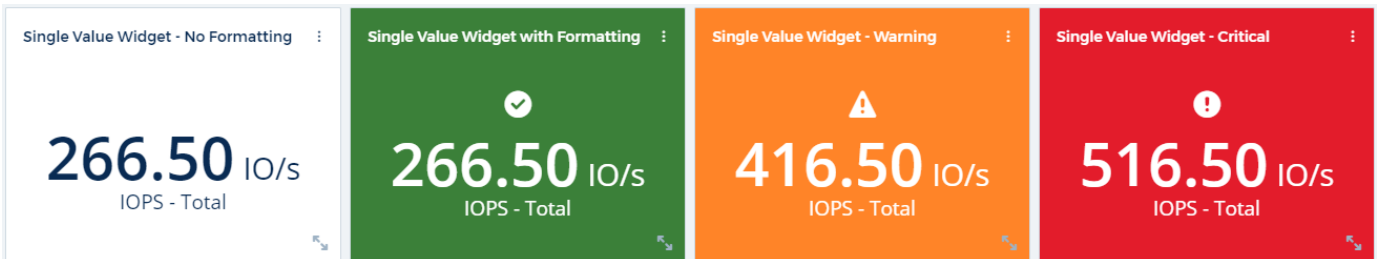 Single Value Widget - No Formatting
266.50 IO/s
IOPS - Total
Single Value Widget with Formatting
266.50 IO/s
IOPS - Total
Single Value Widget - Warning
416.50 IO/s
IOPS - Total
Single Value Widget - Critical
516.50 IO/s
IOPS - Total